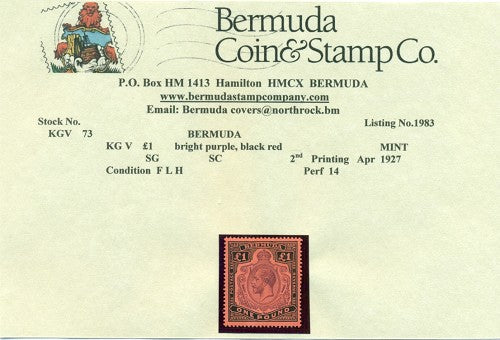 Bermuda
Coin&Stamp Co.
P.O. Box HM 1413 Hamilton HMCX BERMUDA
www.bermudastampcompany.com
Email: Bermuda covers@northrock.bm
Stock No. Listing No.1983
KGV 73 BERMUDA
KG V £1 bright purple, black red MINT
SG SC 2nd Printing Apr 1927
Condition F L H Perf 14
BERMUDA
£1 £1
ONE POUND